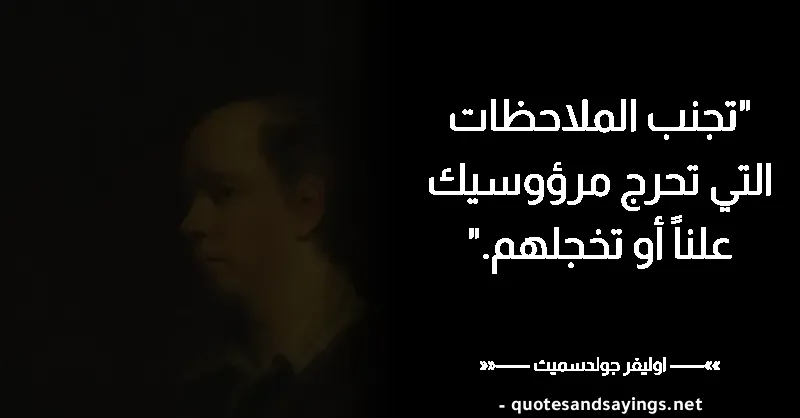 "تجنب الملاحظات
التي تحرج مرؤوسيك
علناً أو تخجلهم."
»»—— اوليفر جولدسميث ——««
- quotesandsayings.net